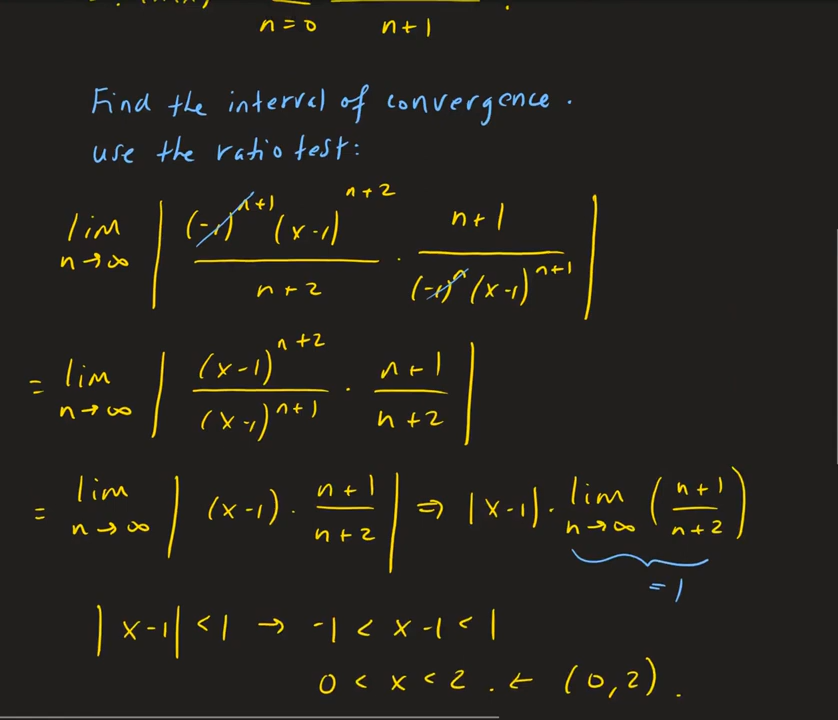 n = 0 n + 1 .
Find the interval of convergence .
use the ratio test:
lim n→∞ | (-1)^(n+1) (x-1)^(n+2) / (n+2) · (n+1) / ((-1)^n (x-1)^(n+1)) |
= lim n→∞ | (x-1)^(n+2) / (x-1)^(n+1) · (n+1) / (n+2) |
= lim n→∞ | (x-1) · (n+1) / (n+2) | ⇒ |x-1| · lim n→∞ ( (n+1) / (n+2) )
= 1
|x-1| < 1 → -1 < x-1 < 1
0 < x < 2 . ← (0,2) .